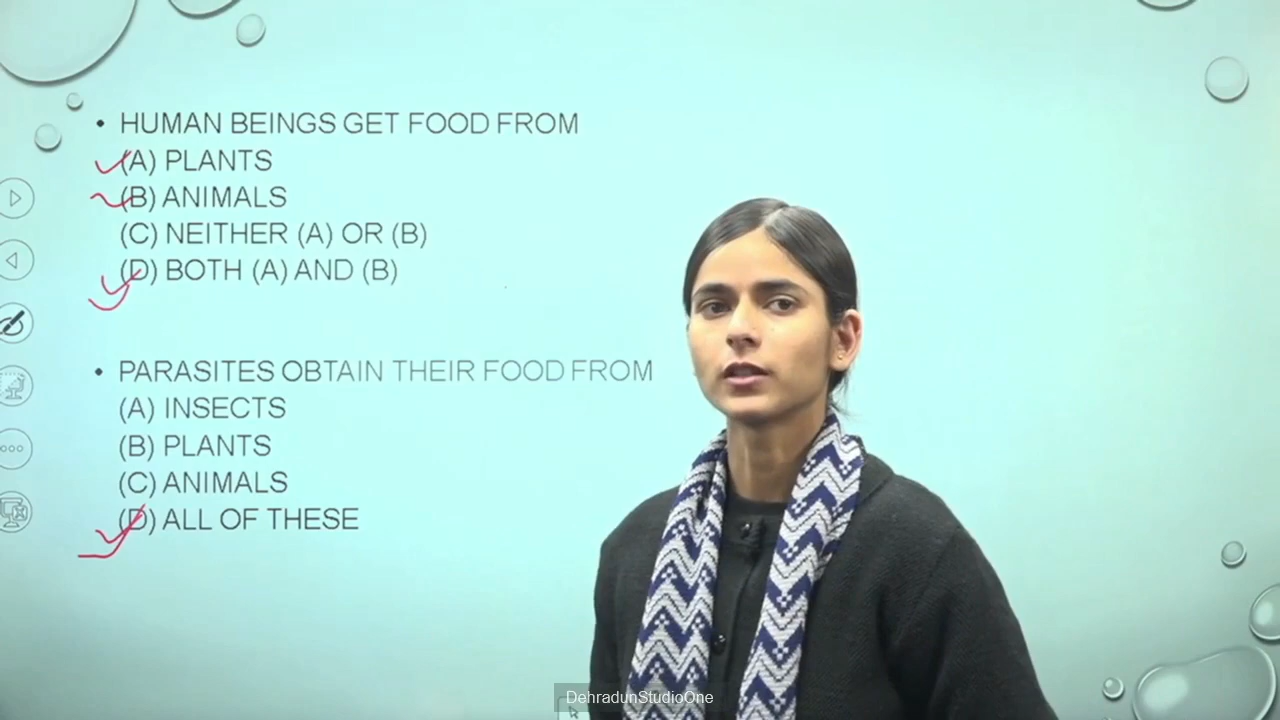 • HUMAN BEINGS GET FOOD FROM
(A) PLANTS
(B) ANIMALS
(C) NEITHER (A) OR (B)
(D) BOTH (A) AND (B)
• PARASITES OBTAIN THEIR FOOD FROM
(A) INSECTS
(B) PLANTS
(C) ANIMALS
(D) ALL OF THESE
DehradunStudioOne